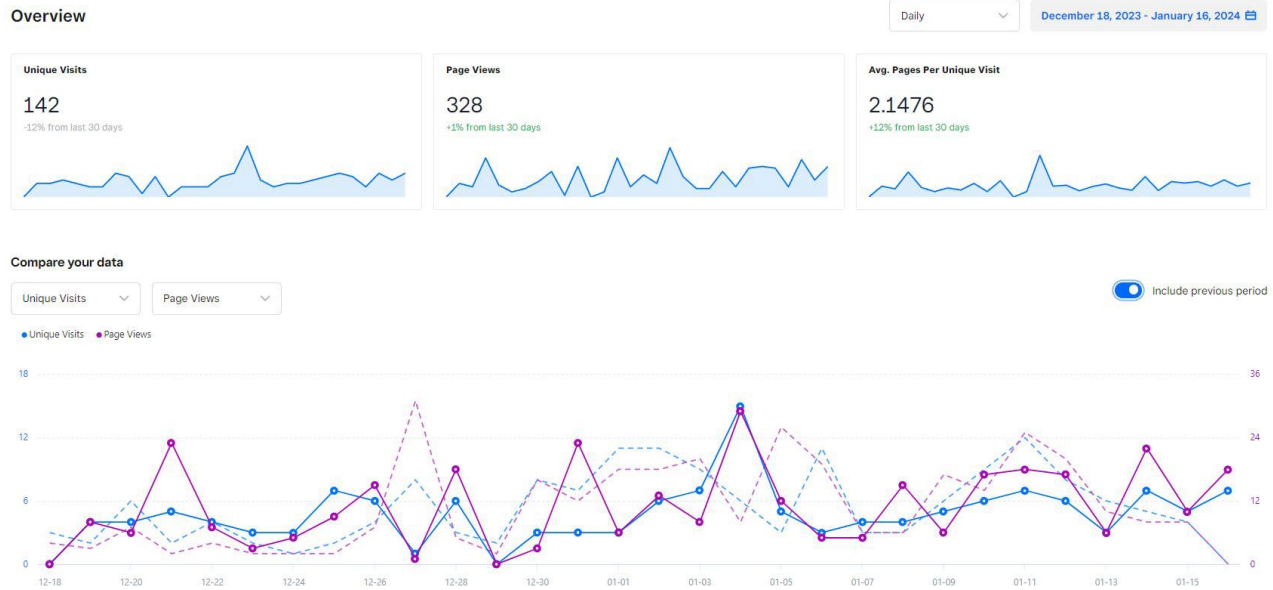 Overview
Daily
December 18, 2023 - January 16, 2024
Unique Visits
142
-12% from last 30 days
Page Views
328
+1% from last 30 days
Avg. Pages Per Unique Visit
2.1476
+12% from last 30 days
Compare your data
Unique Visits
Page Views
Include previous period
Unique Visits Page Views
18 36
12 24
6 12
0 0
12-18 12-20 12-22 12-24 12-26 12-28 12-30 01-01 01-03 01-05 01-07 01-09 01-11 01-13 01-15